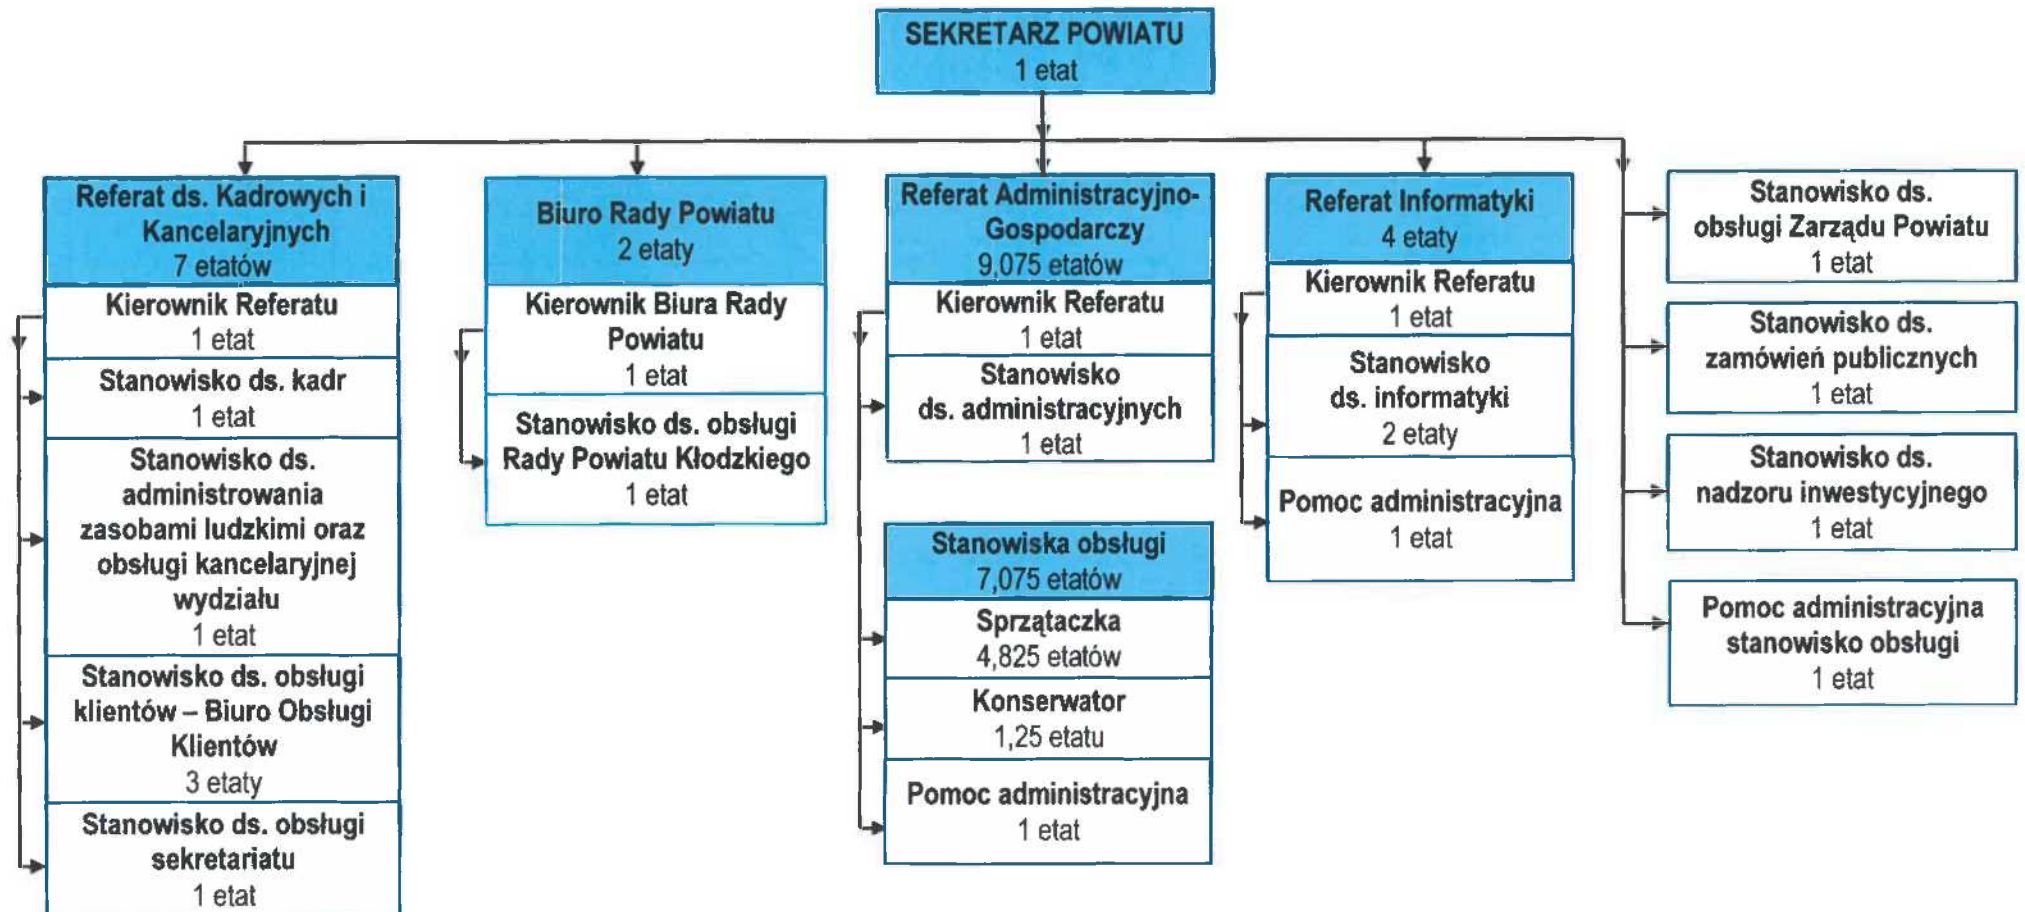 SEKRETARZ POWIATU
1 etat
Referat ds. Kadrowych i
Kancelaryjnych
7 etatów
Kierownik Referatu
1 etat
Stanowisko ds. kadr
1 etat
Stanowisko ds.
administrowania
zasobami ludzkimi oraz
obsługi kancelaryjnej
wydziału
1 etat
Stanowisko ds. obsługi
klientów – Biuro Obsługi
Klientów
3 etaty
Stanowisko ds. obsługi
sekretariatu
1 etat
Biuro Rady Powiatu
2 etaty
Kierownik Biura Rady
Powiatu
1 etat
Stanowisko ds. obsługi
Rady Powiatu Kłodzkiego
1 etat
Referat Administracyjno-
Gospodarczy
9,075 etatów
Kierownik Referatu
1 etat
Stanowisko
ds. administracyjnych
1 etat
Stanowiska obsługi
7,075 etatów
Sprzątaczka
4,825 etatów
Konserwator
1,25 etatu
Pomoc administracyjna
1 etat
Referat Informatyki
4 etaty
Kierownik Referatu
1 etat
Stanowisko
ds. informatyki
2 etaty
Pomoc administracyjna
1 etat
Stanowisko ds.
obsługi Zarządu Powiatu
1 etat
Stanowisko ds.
zamówień publicznych
1 etat
Stanowisko ds.
nadzoru inwestycyjnego
1 etat
Pomoc administracyjna
stanowisko obsługi
1 etat